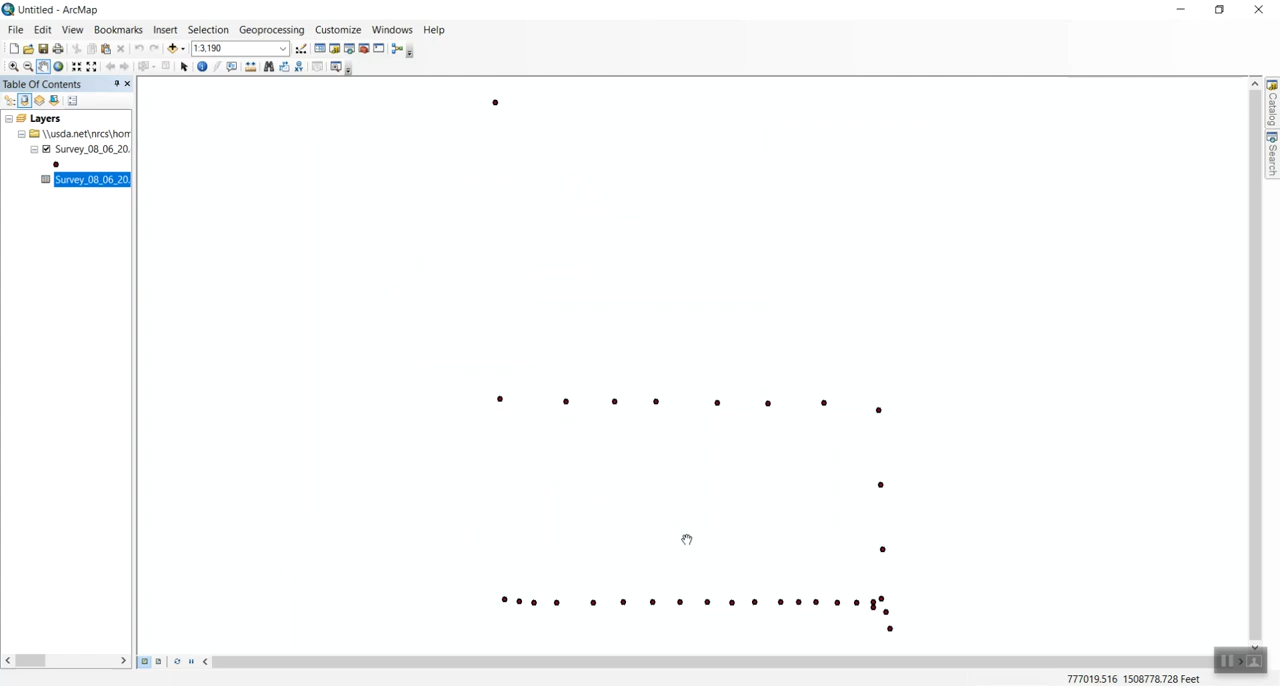 Untitled - ArcMap
File Edit View Bookmarks Insert Selection Geoprocessing Customize Windows Help
1:3,190
Table Of Contents
Layers
\\usda.net\nrcs\hom
Survey_08_06_20.
Survey_08_06_20.
Catalog
Search
777019.516 1508778.728 Feet